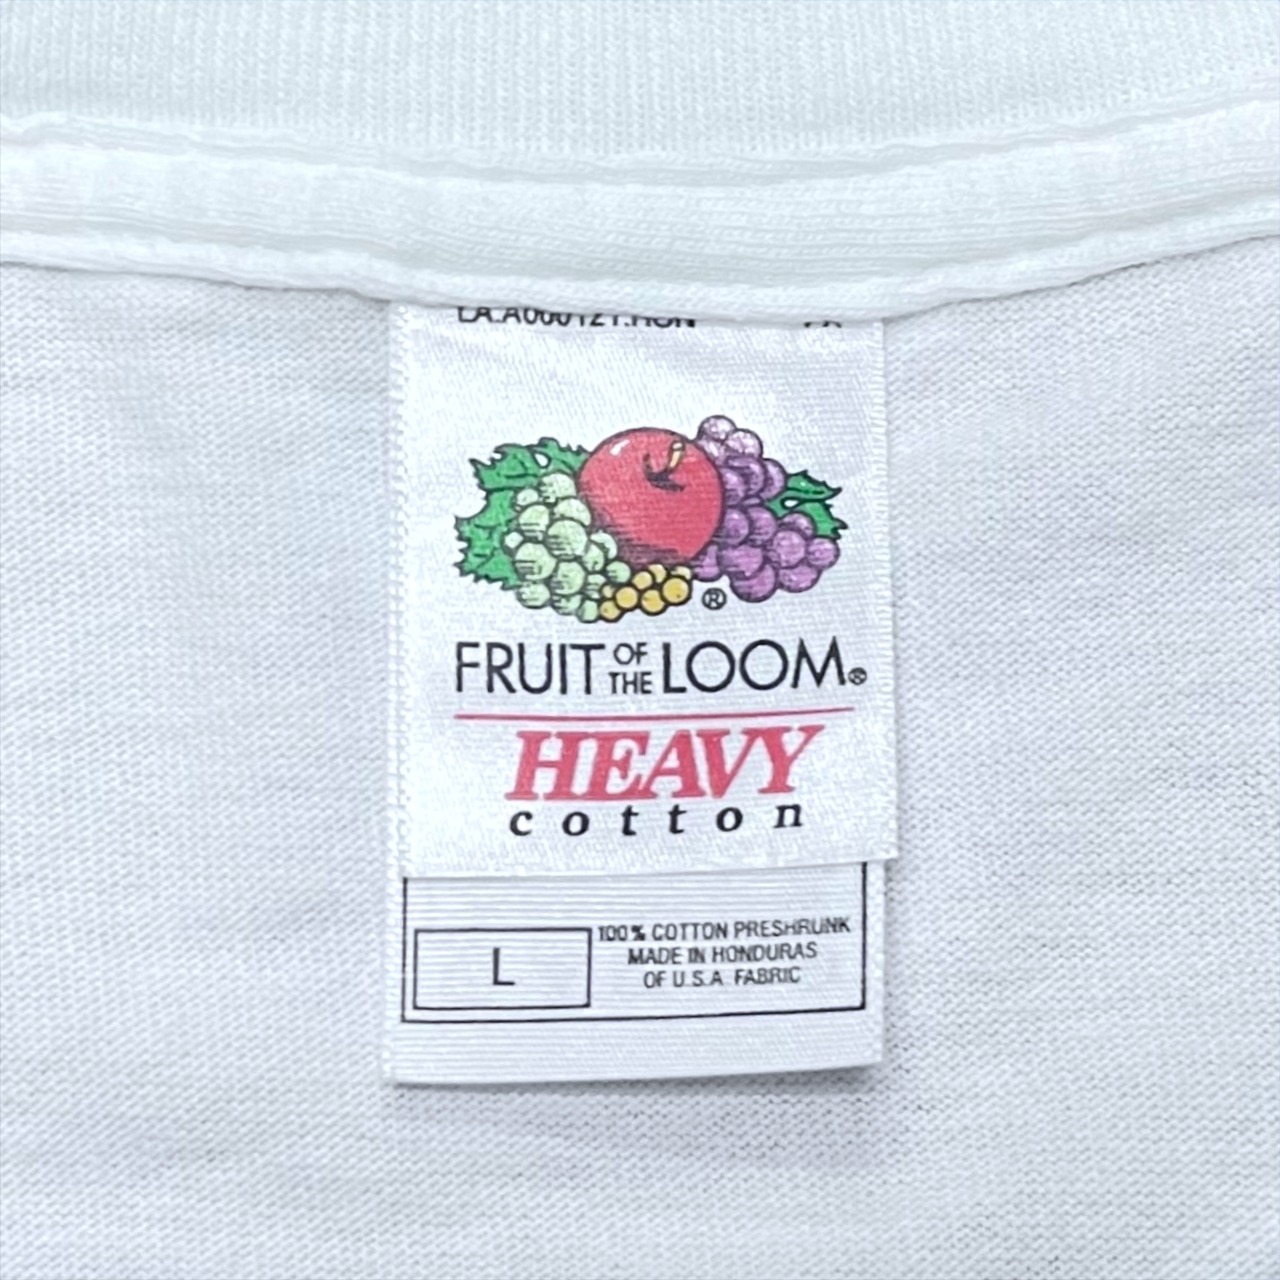 FRUIT OF THE LOOM®
HEAVY
cotton
L
100% COTTON PRESHRUNK
MADE IN HONDURAS
OF U.S.A FABRIC